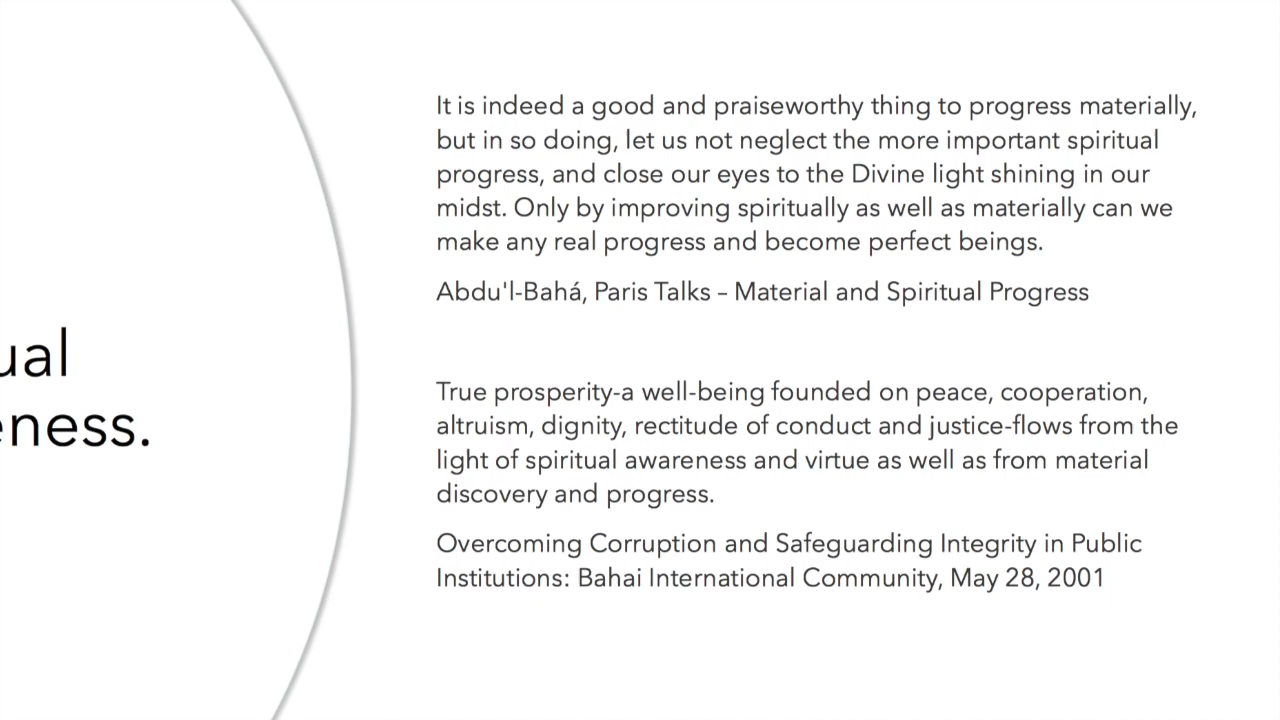 ual
eness.
It is indeed a good and praiseworthy thing to progress materially,
but in so doing, let us not neglect the more important spiritual
progress, and close our eyes to the Divine light shining in our
midst. Only by improving spiritually as well as materially can we
make any real progress and become perfect beings.
Abdu'l-Bahá, Paris Talks – Material and Spiritual Progress
True prosperity-a well-being founded on peace, cooperation,
altruism, dignity, rectitude of conduct and justice-flows from the
light of spiritual awareness and virtue as well as from material
discovery and progress.
Overcoming Corruption and Safeguarding Integrity in Public
Institutions: Bahai International Community, May 28, 2001